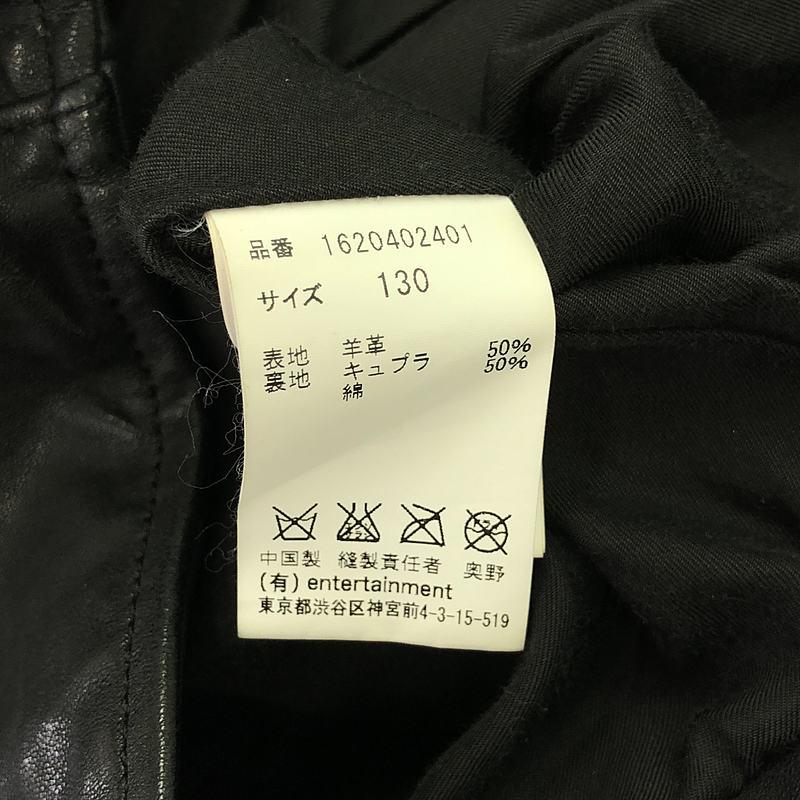 品番 1620402401
サイズ 130
表地 羊革 50%
裏地 キュプラ 50%
綿
中国製 縫製責任者 奥野
(有) entertainment
東京都渋谷区神宮前4-3-15-519